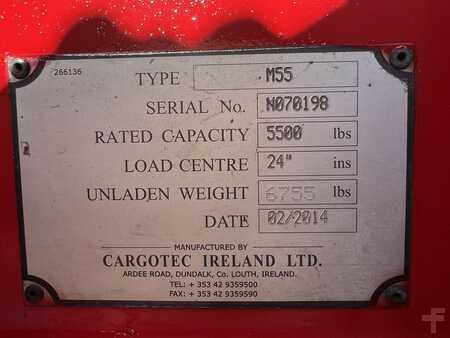 266136
TYPE M55
SERIAL No. N070198
RATED CAPACITY 5500 lbs
LOAD CENTRE 24" ins
UNLADEN WEIGHT 6755 lbs
DATE 02/2014
MANUFACTURED BY
CARGOTEC IRELAND LTD.
ARDEE ROAD, DUNDALK, Co. LOUTH, IRELAND.
TEL: + 353 42 9359500
FAX: + 353 42 9359590